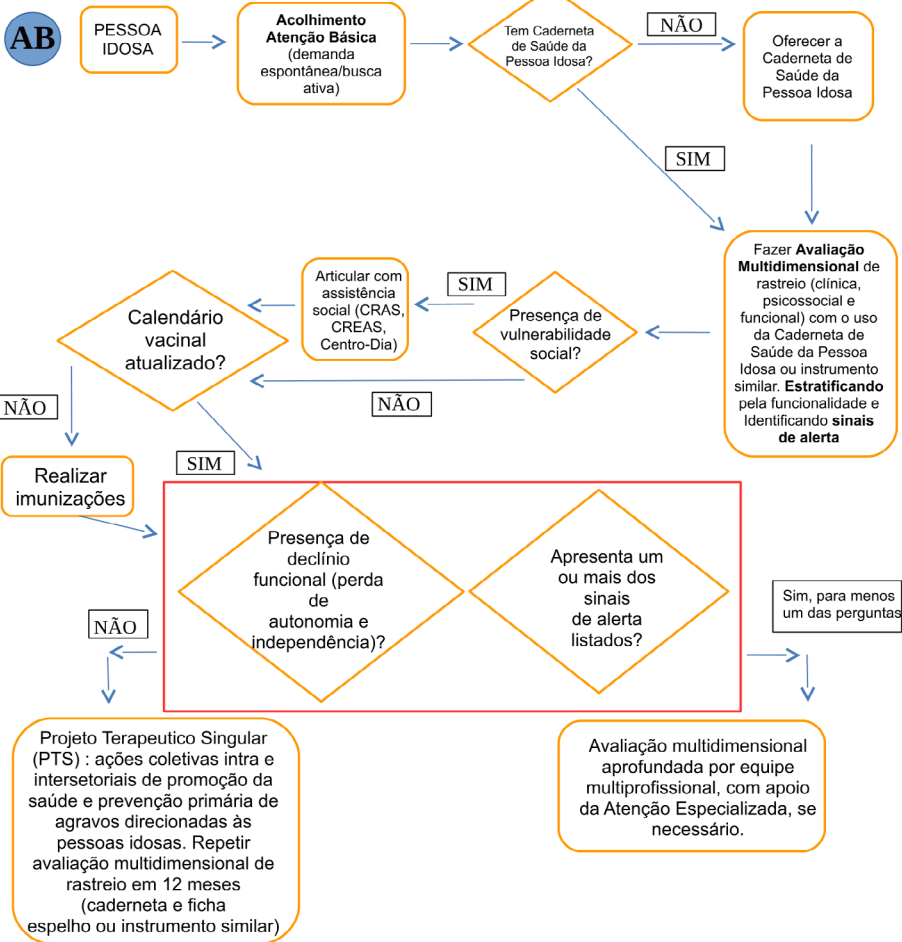 AB
PESSOA
IDOSA
Acolhimento
Atenção Básica
(demanda
espontânea/busca
ativa)
Tem Caderneta
de Saúde da
Pessoa Idosa?
NÃO
Oferecer a
Caderneta de
Saúde da
Pessoa Idosa
SIM
Fazer Avaliação
Multidimensional de
rastreio (clínica,
psicossocial e
funcional) com o uso
da Caderneta de
Saúde da Pessoa
Idosa ou instrumento
similar. Estratificando
pela funcionalidade e
Identificando sinais
de alerta
Presença de
vulnerabilidade
social?
SIM
Articular com
assistência
social (CRAS,
CREAS,
Centro-Dia)
NÃO
Calendário
vacinal
atualizado?
NÃO
Realizar
imunizações
SIM
Presença de
declínio
funcional (perda
de
autonomia e
independência)?
Apresenta um
ou mais dos
sinais
de alerta
listados?
NÃO
Sim, para menos
um das perguntas
Projeto Terapeutico Singular
(PTS) : ações coletivas intra e
intersetoriais de promoção da
saúde e prevenção primária de
agravos direcionadas às
pessoas idosas. Repetir
avaliação multidimensional de
rastreio em 12 meses
(caderneta e ficha
espelho ou instrumento similar)
Avaliação multidimensional
aprofundada por equipe
multiprofissional, com apoio
da Atenção Especializada, se
necessário.